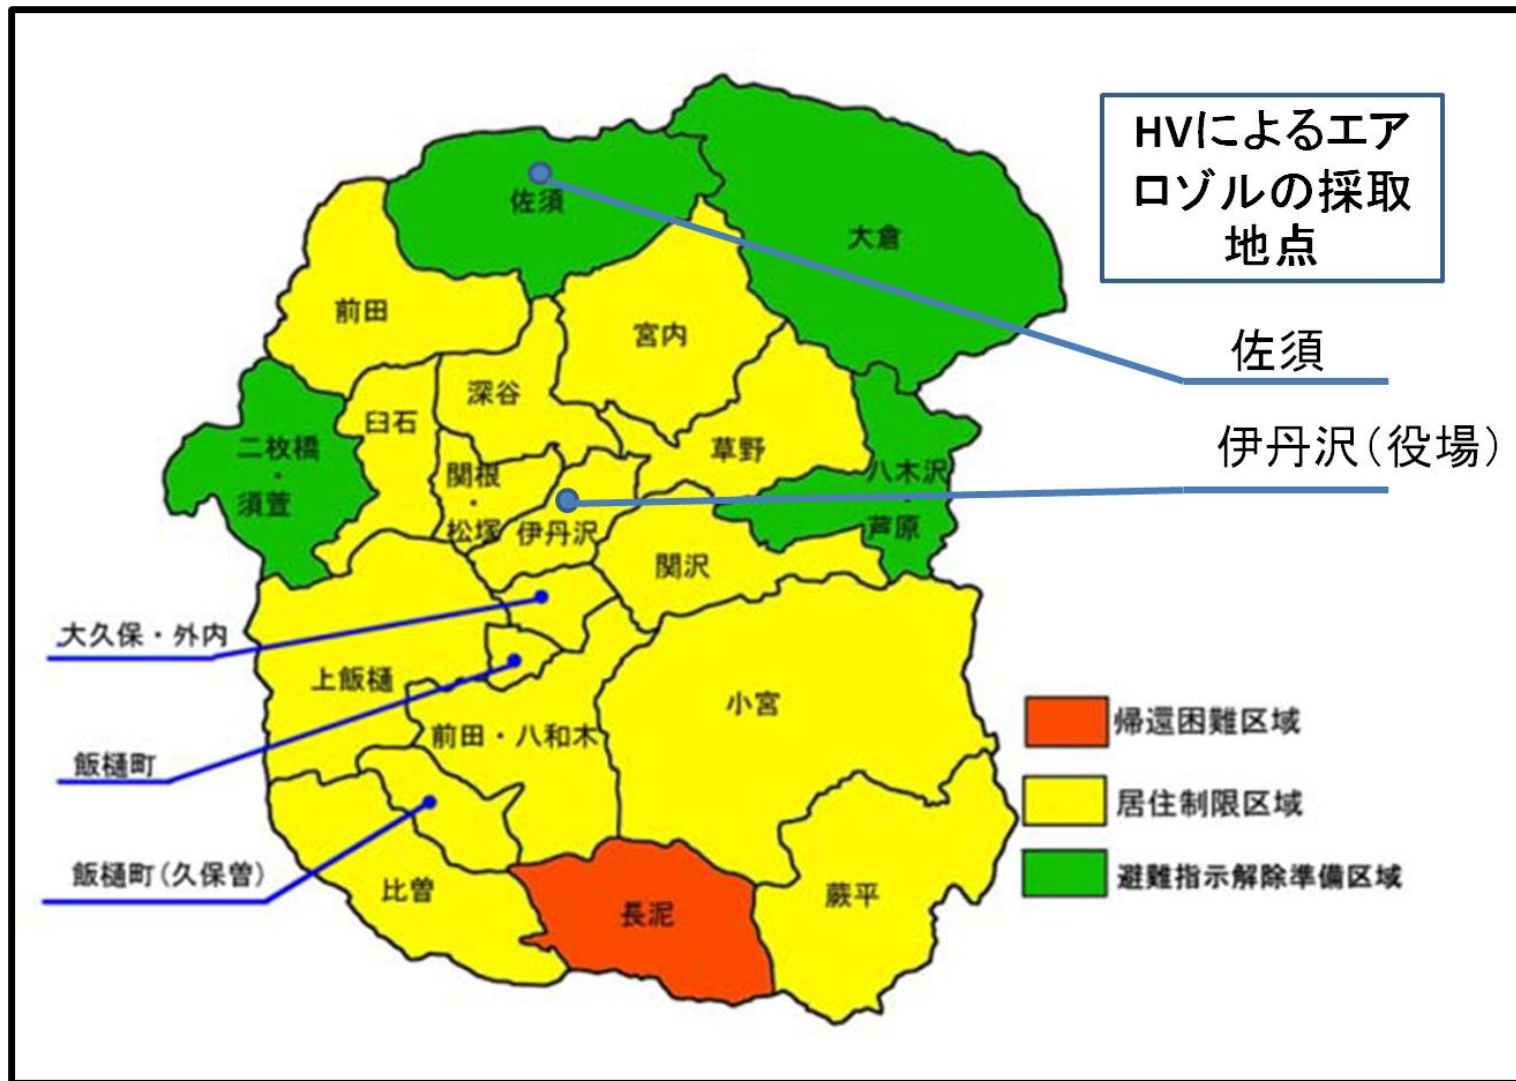 HVによるエア
ロゾルの採取
地点
佐須
大倉
佐須
前田
宮内
深谷
臼石
伊丹沢(役場)
草野
二枚橋
・
須萱
八木沢
・
芦原
関根
・
松塚
伊丹沢
関沢
大久保・外内
上飯樋
小宮
帰還困難区域
前田・八和木
飯樋町
居住制限区域
飯樋町(久保曽)
避難指示解除準備区域
比曽
蕨平
長泥